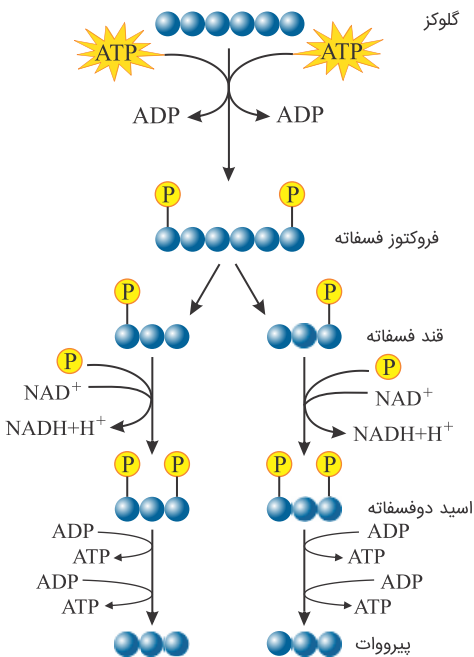 گلوکز
ATP ATP
ADP ADP
P P
فروکتوز فسفاته
P P
قند فسفاته
P P
NAD+ NAD+
NADH+H+ NADH+H+
P P P P
اسید دوفسفاته
ADP ADP
ATP ATP
ADP ADP
ATP ATP
پیرووات